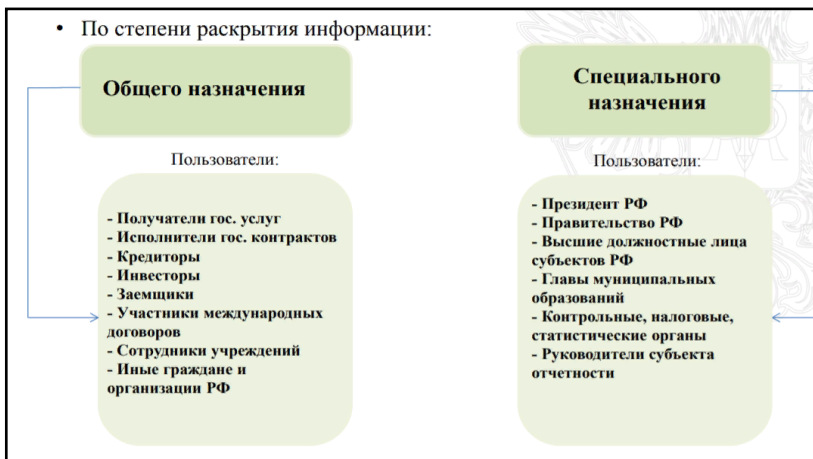 • По степени раскрытия информации:
Общего назначения
Пользователи:
- Получатели гос. услуг
- Исполнители гос. контрактов
- Кредиторы
- Инвесторы
- Заемщики
- Участники международных
договоров
- Сотрудники учреждений
- Иные граждане и
организации РФ
Специального
назначения
Пользователи:
- Президент РФ
- Правительство РФ
- Высшие должностные лица
субъектов РФ
- Главы муниципальных
образований
- Контрольные, налоговые,
статистические органы
- Руководители субъекта
отчетности